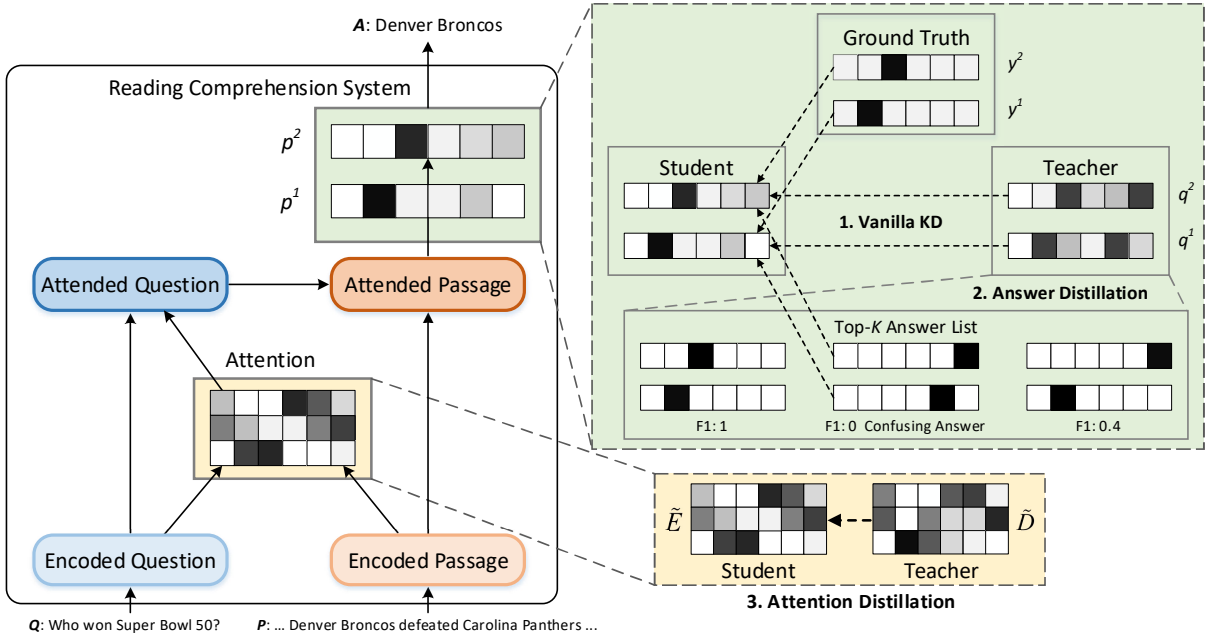 A: Denver Broncos
Reading Comprehension System
p²
p¹
Attended Question
Attended Passage
Attention
Encoded Question
Encoded Passage
Q: Who won Super Bowl 50?
P: ... Denver Broncos defeated Carolina Panthers ...
Ground Truth
y²
y¹
Student
Teacher
q²
1. Vanilla KD
q¹
2. Answer Distillation
Top-K Answer List
F1: 1
F1: 0 Confusing Answer
F1: 0.4
Ẽ
D̃
Student
Teacher
3. Attention Distillation